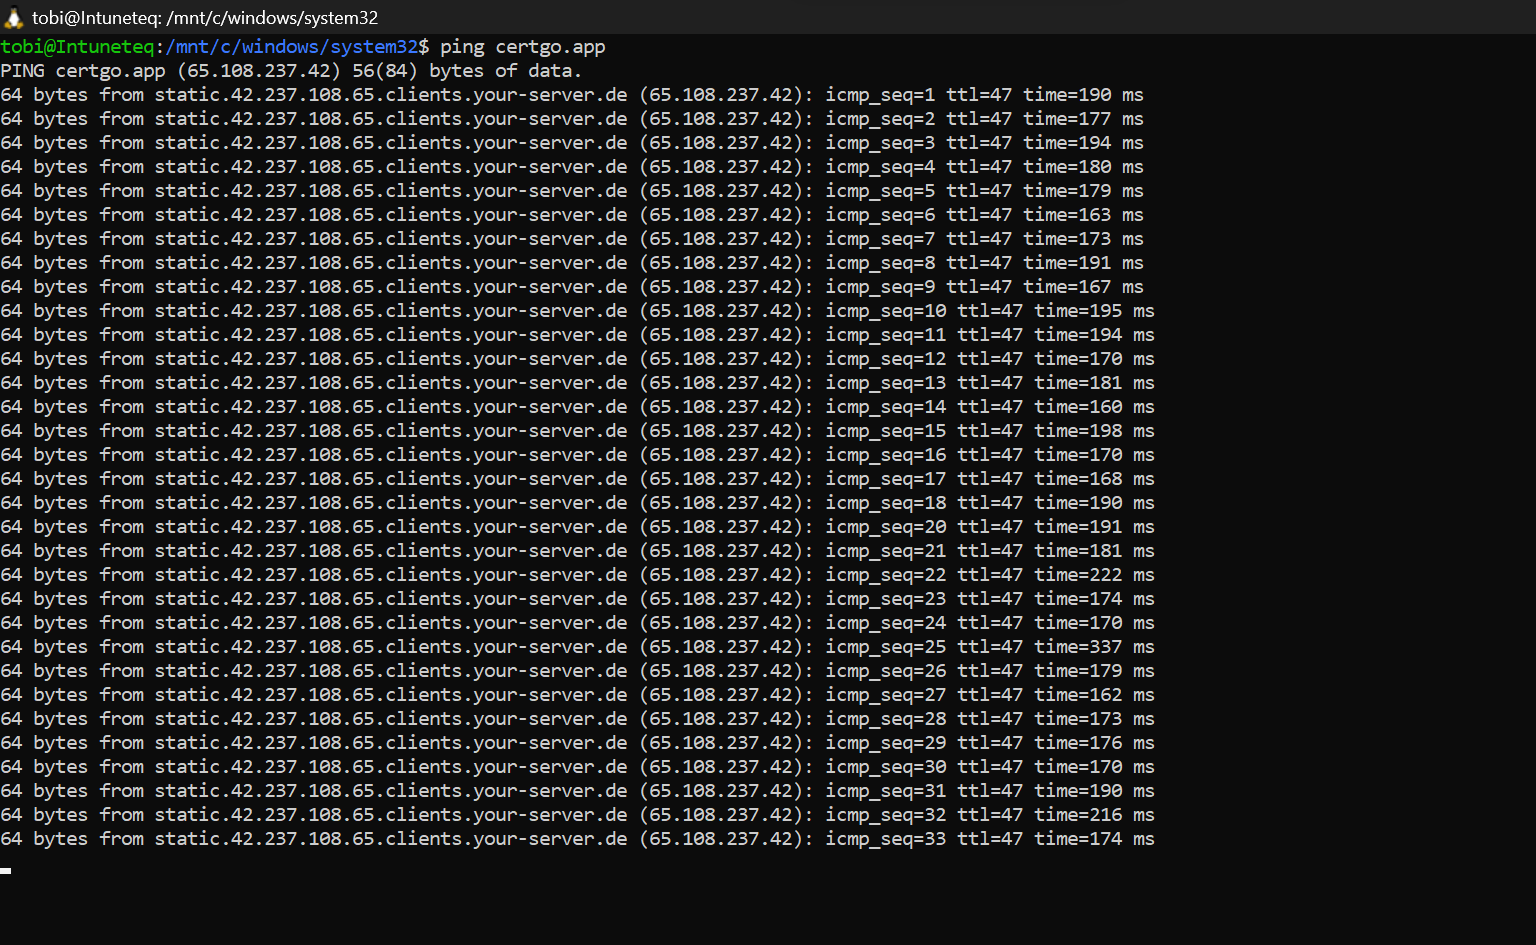 tobi@Intuneteq: /mnt/c/windows/system32
tobi@Intuneteq:/mnt/c/windows/system32$ ping certgo.app
PING certgo.app (65.108.237.42) 56(84) bytes of data.
64 bytes from static.42.237.108.65.clients.your-server.de (65.108.237.42): icmp_seq=1 ttl=47 time=190 ms
64 bytes from static.42.237.108.65.clients.your-server.de (65.108.237.42): icmp_seq=2 ttl=47 time=177 ms
64 bytes from static.42.237.108.65.clients.your-server.de (65.108.237.42): icmp_seq=3 ttl=47 time=194 ms
64 bytes from static.42.237.108.65.clients.your-server.de (65.108.237.42): icmp_seq=4 ttl=47 time=180 ms
64 bytes from static.42.237.108.65.clients.your-server.de (65.108.237.42): icmp_seq=5 ttl=47 time=179 ms
64 bytes from static.42.237.108.65.clients.your-server.de (65.108.237.42): icmp_seq=6 ttl=47 time=163 ms
64 bytes from static.42.237.108.65.clients.your-server.de (65.108.237.42): icmp_seq=7 ttl=47 time=173 ms
64 bytes from static.42.237.108.65.clients.your-server.de (65.108.237.42): icmp_seq=8 ttl=47 time=191 ms
64 bytes from static.42.237.108.65.clients.your-server.de (65.108.237.42): icmp_seq=9 ttl=47 time=167 ms
64 bytes from static.42.237.108.65.clients.your-server.de (65.108.237.42): icmp_seq=10 ttl=47 time=195 ms
64 bytes from static.42.237.108.65.clients.your-server.de (65.108.237.42): icmp_seq=11 ttl=47 time=194 ms
64 bytes from static.42.237.108.65.clients.your-server.de (65.108.237.42): icmp_seq=12 ttl=47 time=170 ms
64 bytes from static.42.237.108.65.clients.your-server.de (65.108.237.42): icmp_seq=13 ttl=47 time=181 ms
64 bytes from static.42.237.108.65.clients.your-server.de (65.108.237.42): icmp_seq=14 ttl=47 time=160 ms
64 bytes from static.42.237.108.65.clients.your-server.de (65.108.237.42): icmp_seq=15 ttl=47 time=198 ms
64 bytes from static.42.237.108.65.clients.your-server.de (65.108.237.42): icmp_seq=16 ttl=47 time=170 ms
64 bytes from static.42.237.108.65.clients.your-server.de (65.108.237.42): icmp_seq=17 ttl=47 time=168 ms
64 bytes from static.42.237.108.65.clients.your-server.de (65.108.237.42): icmp_seq=18 ttl=47 time=190 ms
64 bytes from static.42.237.108.65.clients.your-server.de (65.108.237.42): icmp_seq=20 ttl=47 time=191 ms
64 bytes from static.42.237.108.65.clients.your-server.de (65.108.237.42): icmp_seq=21 ttl=47 time=181 ms
64 bytes from static.42.237.108.65.clients.your-server.de (65.108.237.42): icmp_seq=22 ttl=47 time=222 ms
64 bytes from static.42.237.108.65.clients.your-server.de (65.108.237.42): icmp_seq=23 ttl=47 time=174 ms
64 bytes from static.42.237.108.65.clients.your-server.de (65.108.237.42): icmp_seq=24 ttl=47 time=170 ms
64 bytes from static.42.237.108.65.clients.your-server.de (65.108.237.42): icmp_seq=25 ttl=47 time=337 ms
64 bytes from static.42.237.108.65.clients.your-server.de (65.108.237.42): icmp_seq=26 ttl=47 time=179 ms
64 bytes from static.42.237.108.65.clients.your-server.de (65.108.237.42): icmp_seq=27 ttl=47 time=162 ms
64 bytes from static.42.237.108.65.clients.your-server.de (65.108.237.42): icmp_seq=28 ttl=47 time=173 ms
64 bytes from static.42.237.108.65.clients.your-server.de (65.108.237.42): icmp_seq=29 ttl=47 time=176 ms
64 bytes from static.42.237.108.65.clients.your-server.de (65.108.237.42): icmp_seq=30 ttl=47 time=170 ms
64 bytes from static.42.237.108.65.clients.your-server.de (65.108.237.42): icmp_seq=31 ttl=47 time=190 ms
64 bytes from static.42.237.108.65.clients.your-server.de (65.108.237.42): icmp_seq=32 ttl=47 time=216 ms
64 bytes from static.42.237.108.65.clients.your-server.de (65.108.237.42): icmp_seq=33 ttl=47 time=174 ms